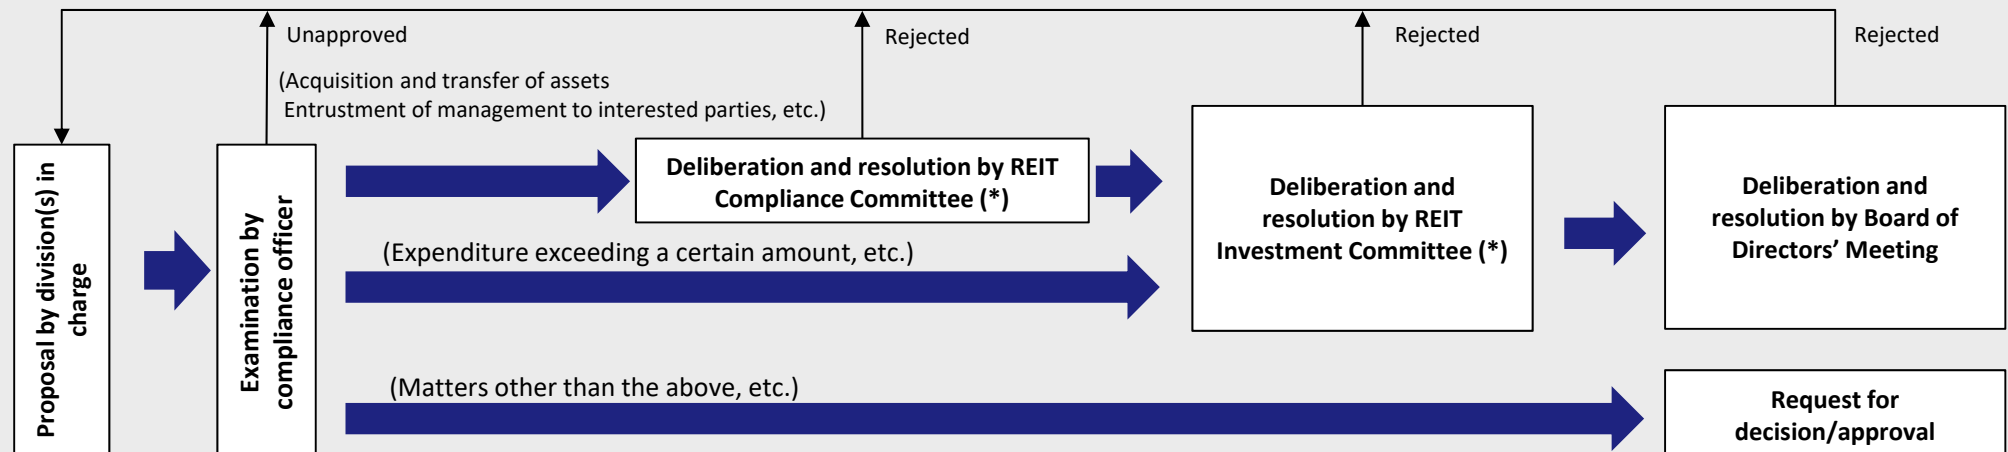 Unapproved
Rejected
Rejected
Rejected
(Acquisition and transfer of assets
Entrustment of management to interested parties, etc.)
Proposal by division(s) in
charge
Examination by
compliance officer
Deliberation and resolution by REIT
Compliance Committee (*)
Deliberation and
resolution by REIT
Investment Committee (*)
Deliberation and
resolution by Board of
Directors’ Meeting
(Expenditure exceeding a certain amount, etc.)
(Matters other than the above, etc.)
Request for
decision/approval